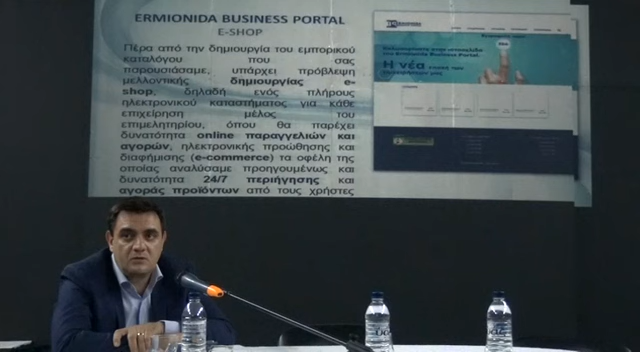 ERMIONIDA BUSINESS PORTAL
E-SHOP
Πέρα από την δημιουργία του εμπορικού
καταλόγου που σας
παρουσιάσαμε, υπάρχει πρόβλεψη
μελλοντικής δημιουργίας e-
shop, δηλαδή ενός πλήρους
ηλεκτρονικού καταστήματος για κάθε
επιχείρηση μέλος του
επιμελητηρίου, όπου θα παρέχει
δυνατότητα online παραγγελιών και
αγορών, ηλεκτρονικής προώθησης και
διαφήμισης (e-commerce) τα οφέλη της
οποίας αναλύσαμε προηγουμένως και
δυνατότητα 24/7 περιήγησης και
αγοράς προϊόντων από τους χρήστες
Η νέα